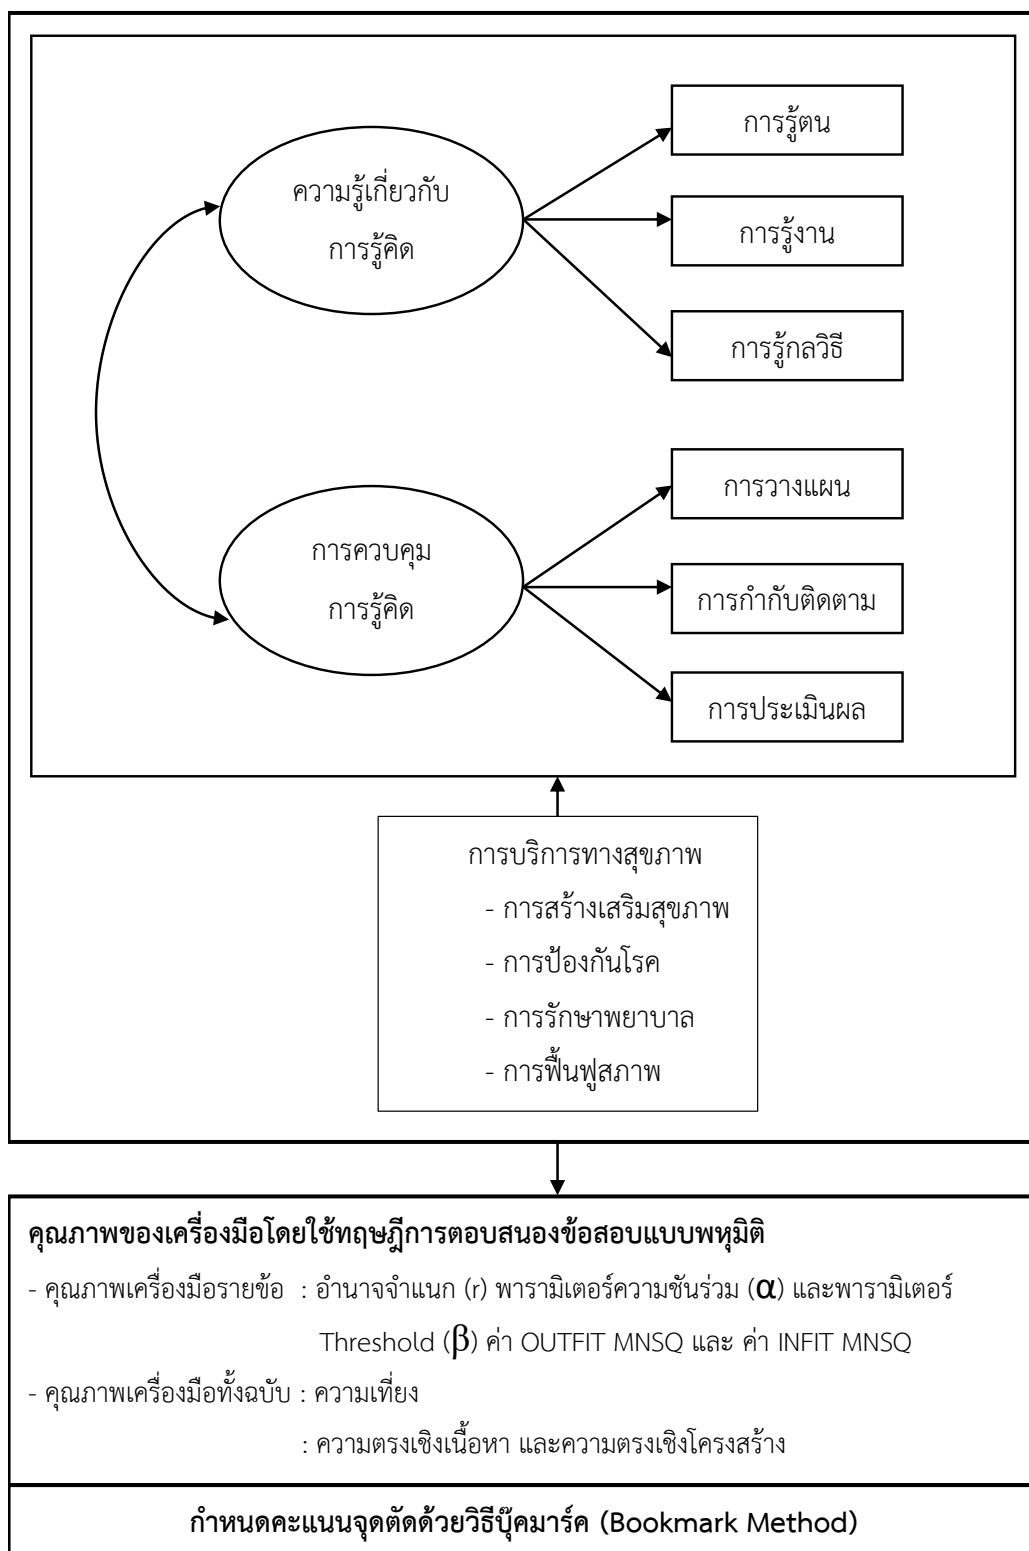 ความรู้เกี่ยวกับ
การรู้คิด
การรู้ตน
การรู้งาน
การรู้กลวิธี
การควบคุม
การรู้คิด
การวางแผน
การกำกับติดตาม
การประเมินผล
การบริการทางสุขภาพ
- การสร้างเสริมสุขภาพ
- การป้องกันโรค
- การรักษาพยาบาล
- การฟื้นฟูสภาพ
คุณภาพของเครื่องมือโดยใช้ทฤษฎีการตอบสนองข้อสอบแบบพหุมิติ
- คุณภาพเครื่องมือรายข้อ : อำนาจจำแนก (r) พารามิเตอร์ความชันร่วม (α) และพารามิเตอร์
Threshold (β) ค่า OUTFIT MNSQ และ ค่า INFIT MNSQ
- คุณภาพเครื่องมือทั้งฉบับ : ความเที่ยง
: ความตรงเชิงเนื้อหา และความตรงเชิงโครงสร้าง
กำหนดคะแนนจุดตัดด้วยวิธีบุ๊คมาร์ค (Bookmark Method)